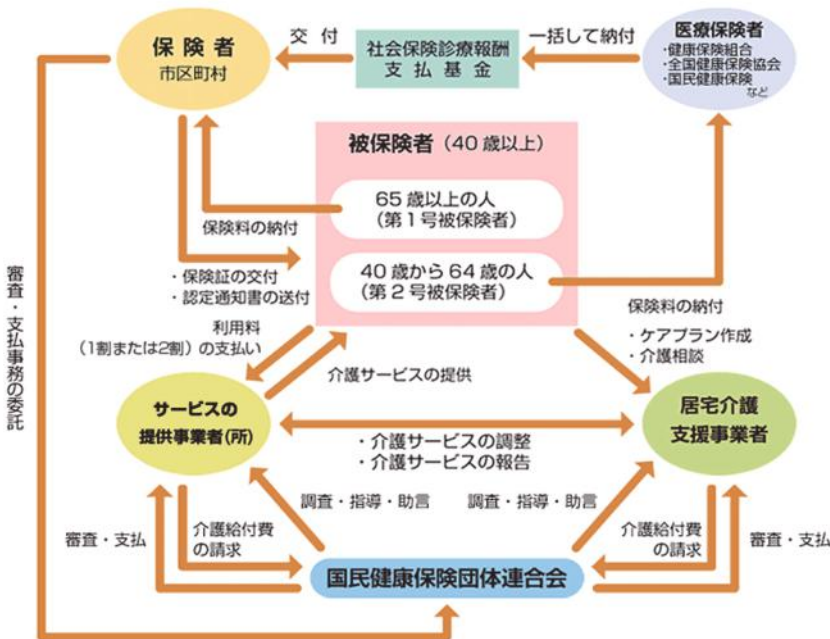 保険者
市区町村
交付
社会保険診療報酬
支払基金
一括して納付
医療保険者
・健康保険組合
・全国健康保険協会
・国民健康保険
など
被保険者（40歳以上）
65歳以上の人
（第1号被保険者）
保険料の納付
40歳から64歳の人
（第2号被保険者）
・保険証の交付
・認定通知書の送付
保険料の納付
審査・支払事務の委託
利用料
（1割または2割）の支払い
介護サービスの提供
・ケアプラン作成
・介護相談
サービスの
提供事業者(所)
居宅介護
支援事業者
・介護サービスの調整
・介護サービスの報告
調査・指導・助言
調査・指導・助言
審査・支払
介護給付費
の請求
介護給付費
の請求
審査・支払
国民健康保険団体連合会